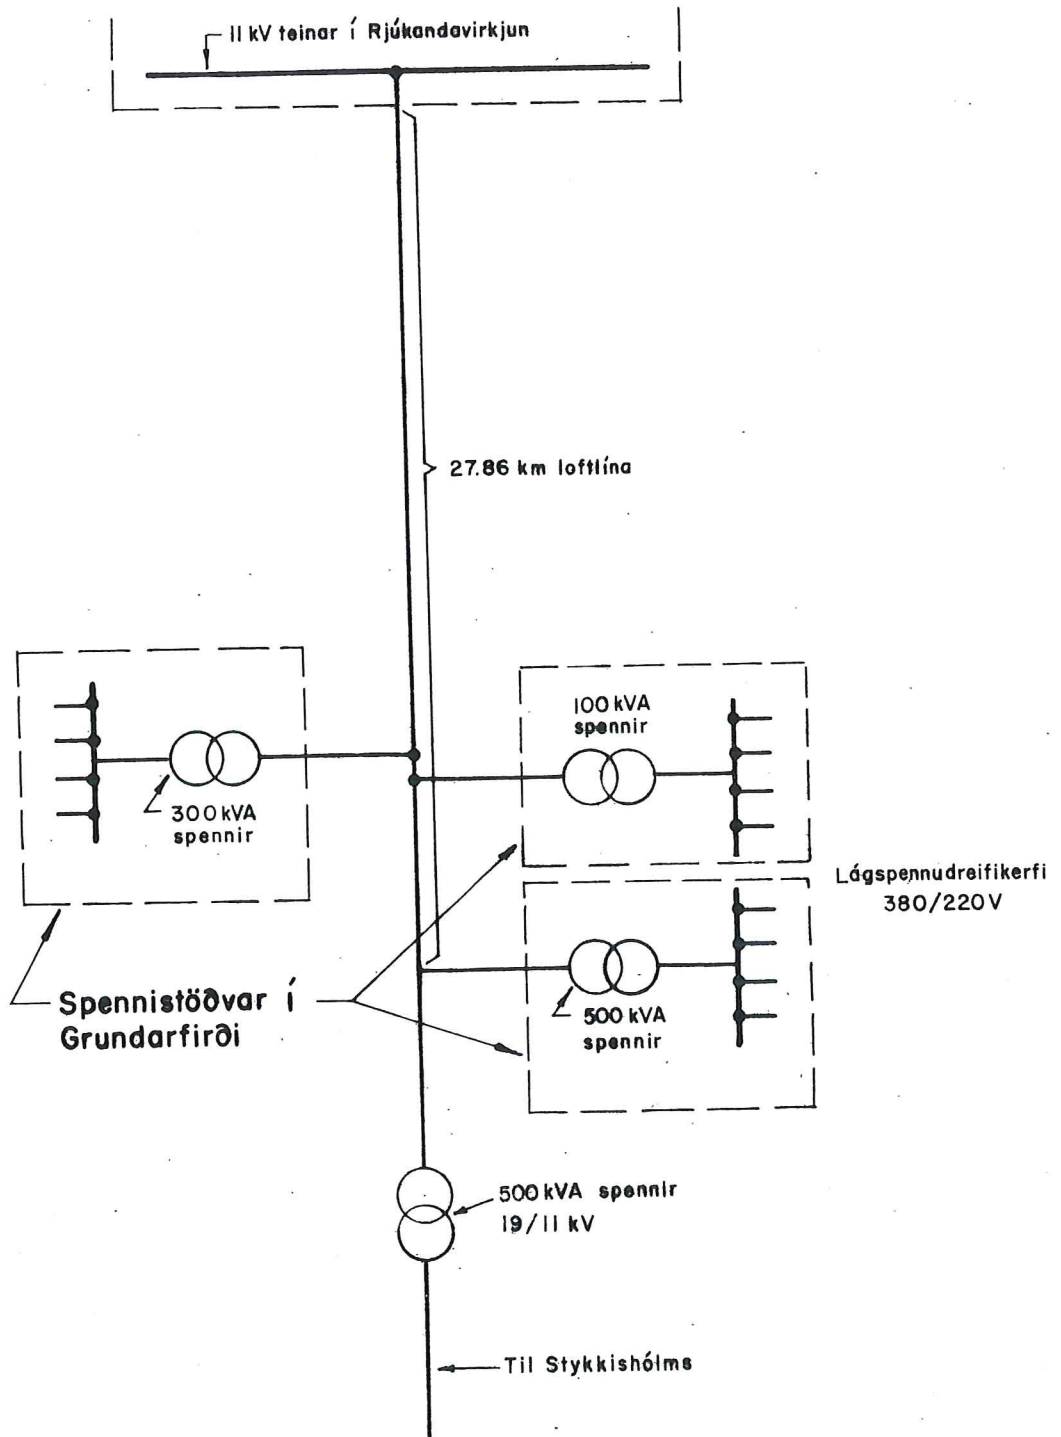 11 kV teinar í Rjúkandavirkjun
27.86 km loftlína
100 kVA
spennir
300 kVA
spennir
Lágspennudreifikerfi
380/220 V
Spennistöðvar í
Grundarfirði
500 kVA
spennir
500 kVA spennir
19/11 kV
Til Stykkishólms